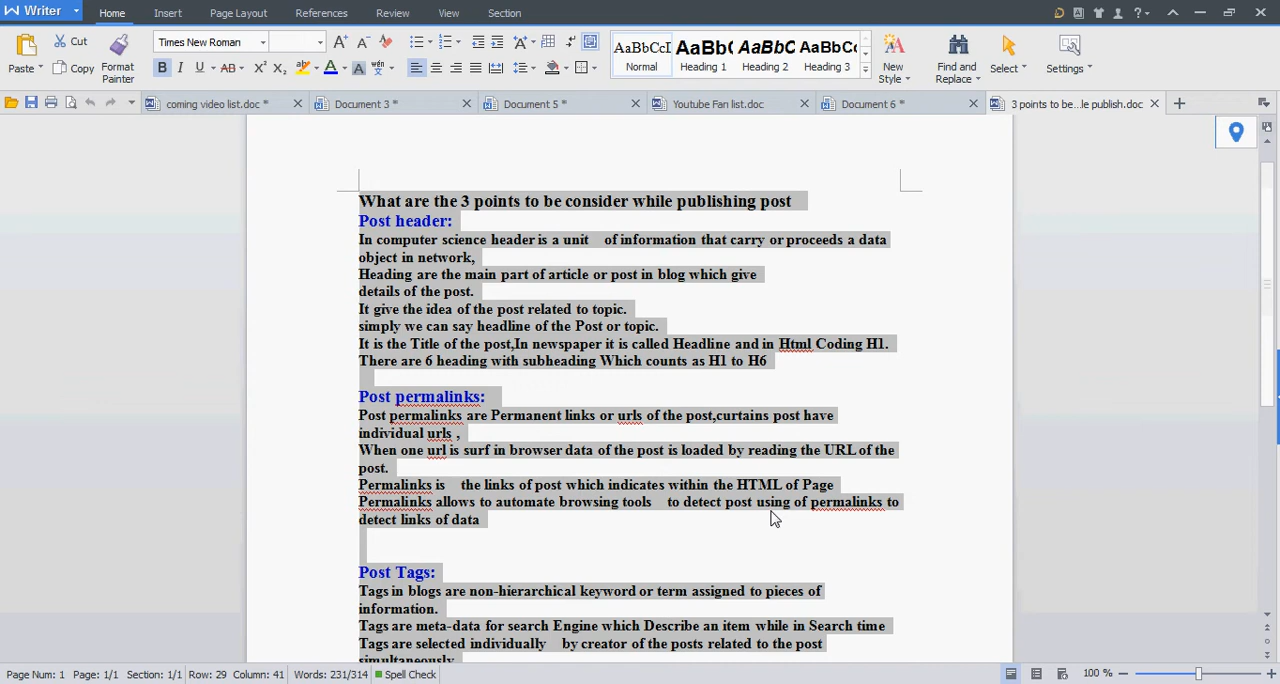 Writer
Home Insert Page Layout References Review View Section
Paste Cut Copy Format Painter
Times New Roman
AaBbCcI AaBb( AaBbC AaBbC(
Normal Heading 1 Heading 2 Heading 3
New Style Find and Replace Select Settings
coming video list.doc * Document 3 * Document 5 * Youtube Fan list.doc Document 6 * 3 points to be...le publish.doc
What are the 3 points to be consider while publishing post
Post header:
In computer science header is a unit of information that carry or proceeds a data
object in network,
Heading are the main part of article or post in blog which give
details of the post.
It give the idea of the post related to topic.
simply we can say headline of the Post or topic.
It is the Title of the post,In newspaper it is called Headline and in Html Coding H1.
There are 6 heading with subheading Which counts as H1 to H6
Post permalinks:
Post permalinks are Permanent links or urls of the post,curtains post have
individual urls ,
When one url is surf in browser data of the post is loaded by reading the URL of the
post.
Permalinks is the links of post which indicates within the HTML of Page
Permalinks allows to automate browsing tools to detect post using of permalinks to
detect links of data
Post Tags:
Tags in blogs are non-hierarchical keyword or term assigned to pieces of
information.
Tags are meta-data for search Engine which Describe an item while in Search time
Tags are selected individually by creator of the posts related to the post
simultaneously
Page Num: 1 Page: 1/1 Section: 1/1 Row: 29 Column: 41 Words: 231/314 Spell Check 100 %